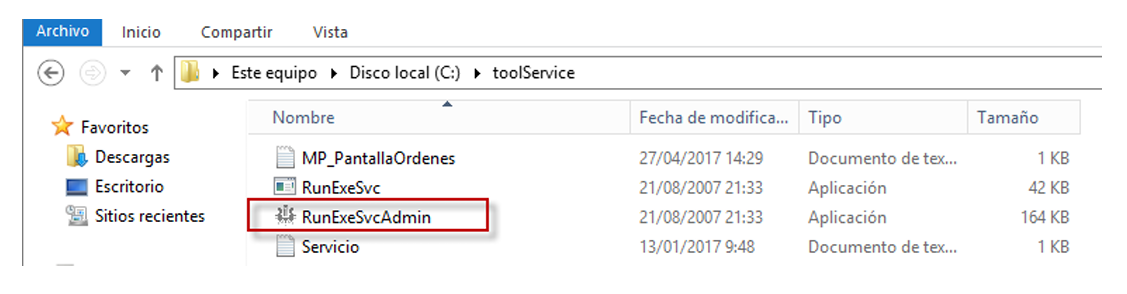 Archivo Inicio Compartir Vista
Este equipo Disco local (C:) toolService
Nombre Fecha de modifica... Tipo Tamaño
Favoritos
Descargas MP_PantallaOrdenes 27/04/2017 14:29 Documento de tex... 1 KB
Escritorio RunExeSvc 21/08/2007 21:33 Aplicación 42 KB
Sitios recientes RunExeSvcAdmin 21/08/2007 21:33 Aplicación 164 KB
Servicio 13/01/2017 9:48 Documento de tex... 1 KB